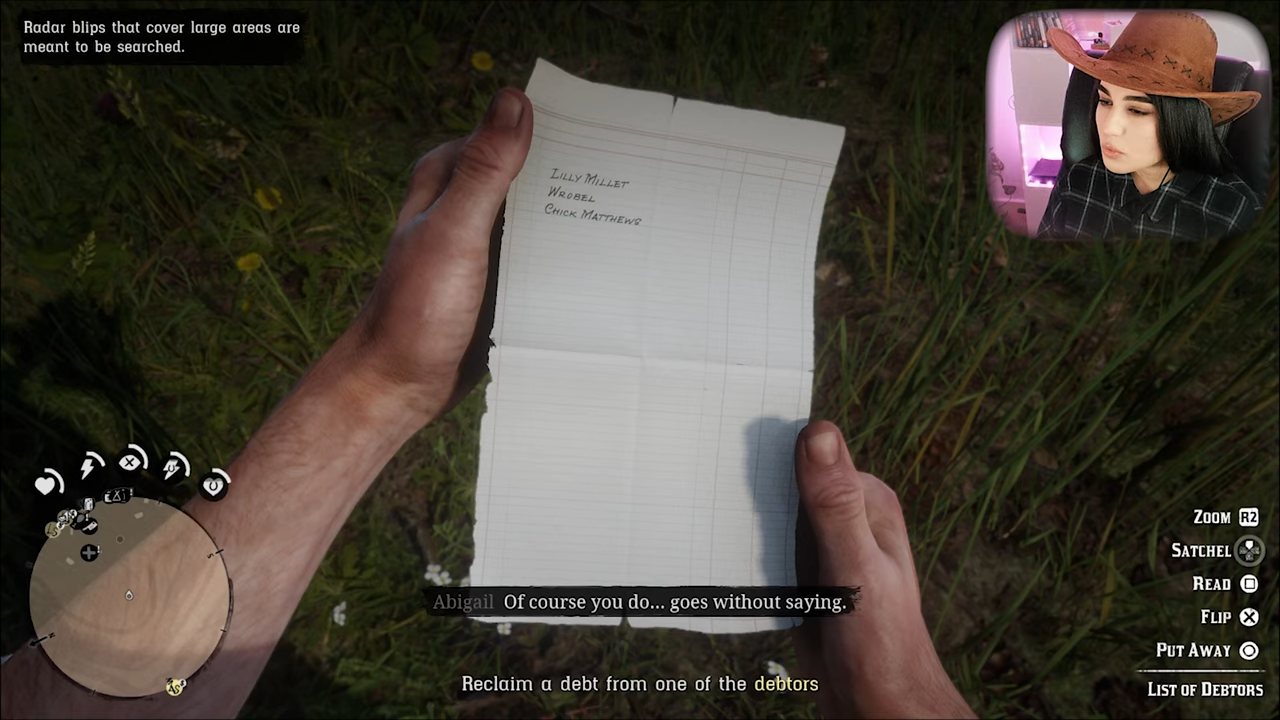 Radar blips that cover large areas are
meant to be searched.
Lilly Millet
Wrobel
Chick Matthews
Abigail Of course you do... goes without saying.
Reclaim a debt from one of the debtors
Zoom R2
Satchel
Read
Flip
Put Away
List of Debtors